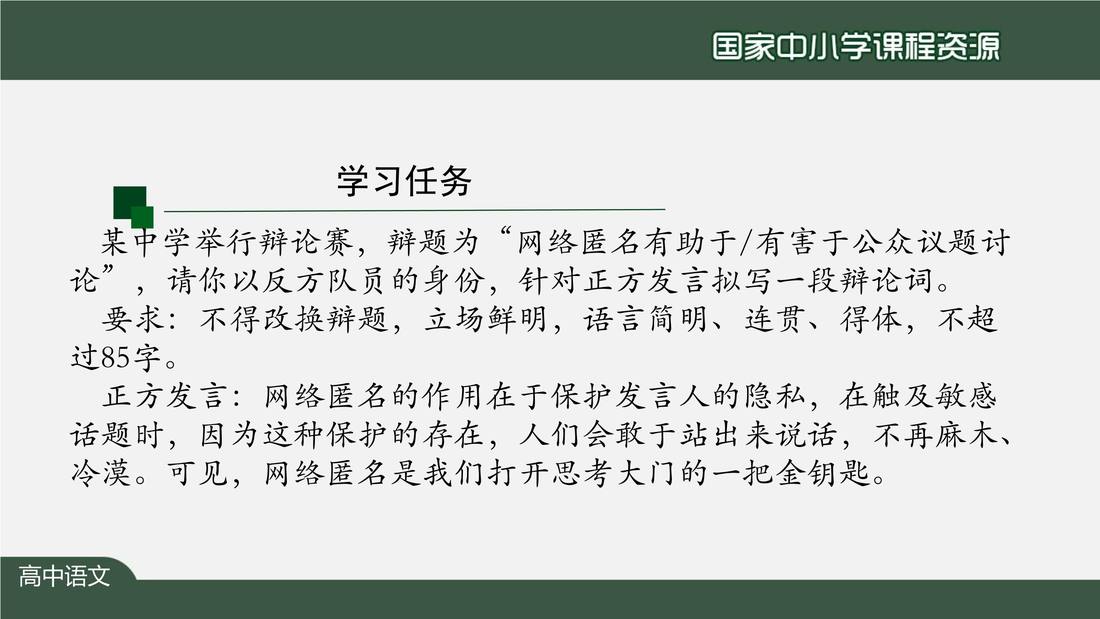 国家中小学课程资源
学习任务
某中学举行辩论赛，辩题为“网络匿名有助于/有害于公众议题讨
论”，请你以反方队员的身份，针对正方发言拟写一段辩论词。
要求：不得改换辩题，立场鲜明，语言简明、连贯、得体，不超
过85字。
正方发言：网络匿名的作用在于保护发言人的隐私，在触及敏感
话题时，因为这种保护的存在，人们会敢于站出来说话，不再麻木、
冷漠。可见，网络匿名是我们打开思考大门的一把金钥匙。
高中语文